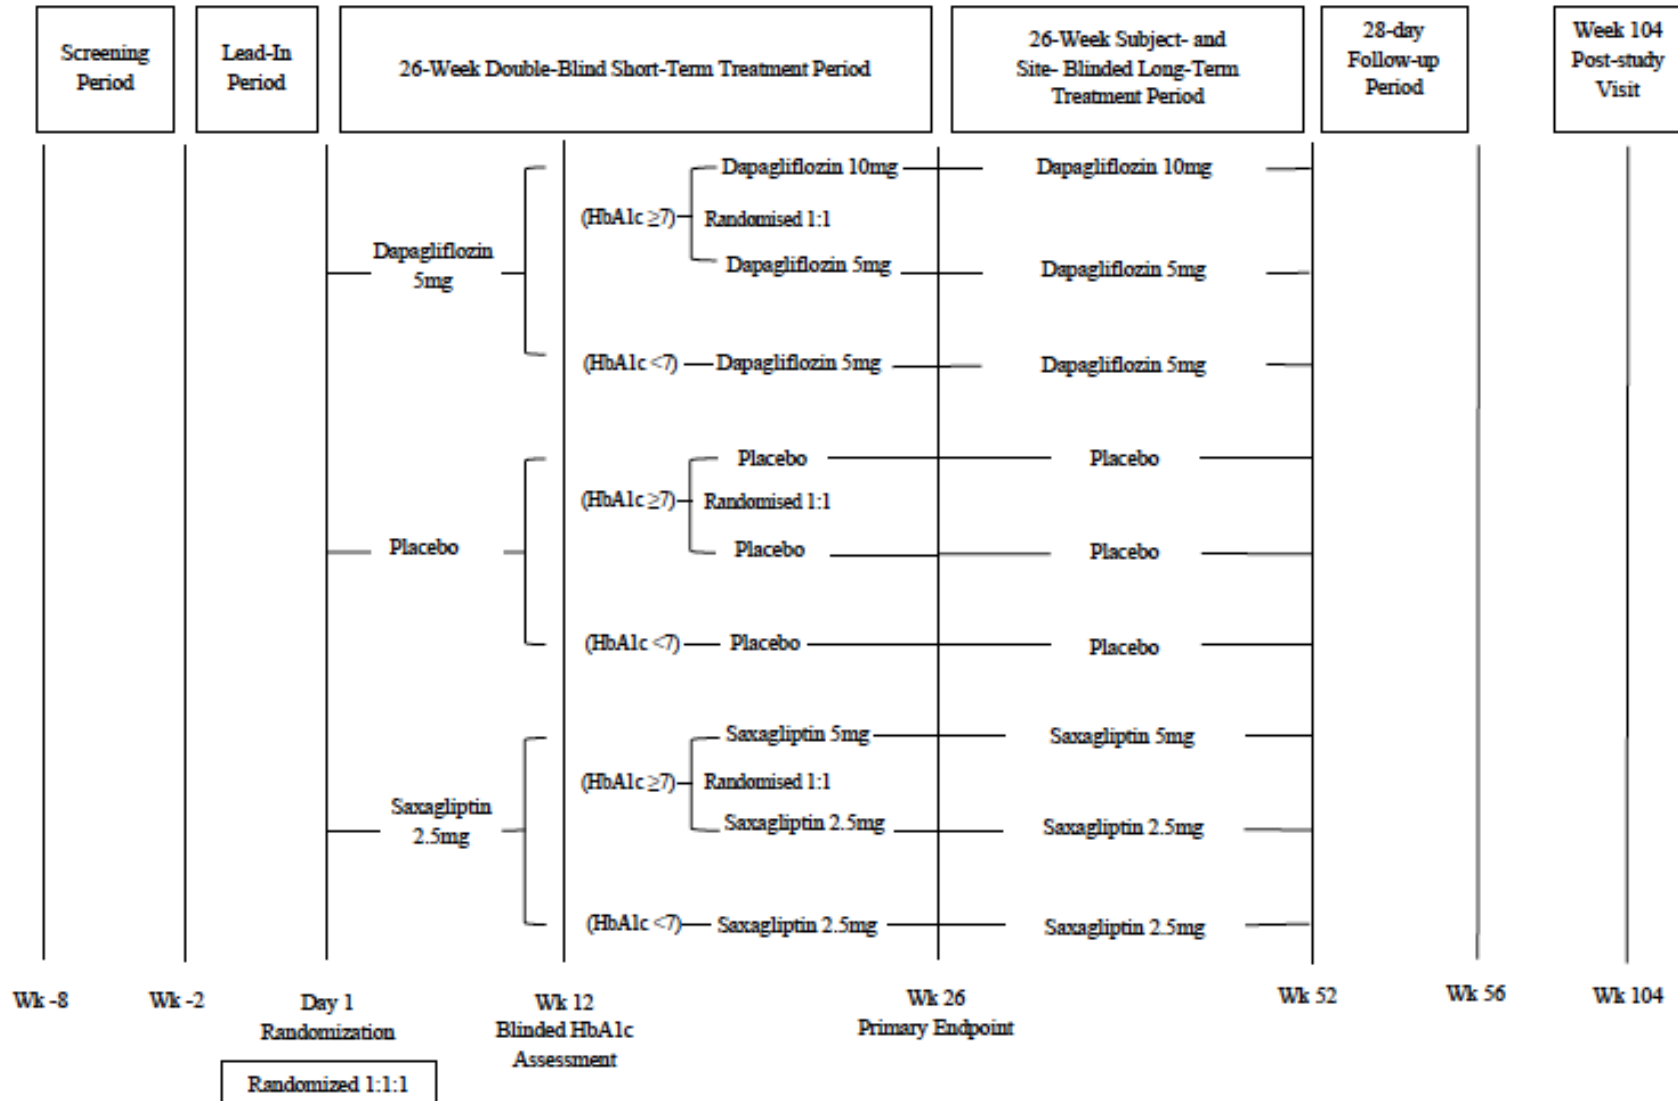 Screening
Period
Lead-In
Period
26-Week Double-Blind Short-Term Treatment Period
26-Week Subject- and
Site- Blinded Long-Term
Treatment Period
28-day
Follow-up
Period
Week 104
Post-study
Visit
Dapagliflozin
5mg
(HbA1c ≥7)
Dapagliflozin 10mg
Dapagliflozin 10mg
Randomised 1:1
Dapagliflozin 5mg
Dapagliflozin 5mg
(HbA1c <7)
Dapagliflozin 5mg
Dapagliflozin 5mg
Placebo
(HbA1c ≥7)
Placebo
Placebo
Randomised 1:1
Placebo
Placebo
(HbA1c <7)
Placebo
Placebo
Saxagliptin
2.5mg
(HbA1c ≥7)
Saxagliptin 5mg
Saxagliptin 5mg
Randomised 1:1
Saxagliptin 2.5mg
Saxagliptin 2.5mg
(HbA1c <7)
Saxagliptin 2.5mg
Saxagliptin 2.5mg
Wk -8
Wk -2
Day 1
Randomization
Randomized 1:1:1
Wk 12
Blinded HbA1c
Assessment
Wk 26
Primary Endpoint
Wk 52
Wk 56
Wk 104